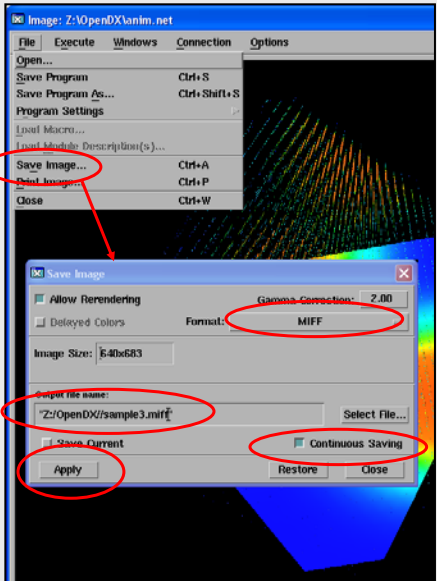 Image: Z:\OpenDX\anim.net
File Execute Windows Connection Options
Open...
Save Program Ctrl+S
Save Program As... Ctrl+Shift+S
Program Settings
Load Macro...
Load Module Description(s)...
Save Image... Ctrl+A
Print Image... Ctrl+P
Close Ctrl+W
Save Image
Allow Rerendering Gamma Correction: 2.00
Delayed Colors Format: MIFF
Image Size: 640x683
Output file name:
"Z:/OpenDX//sample3.miff"
Select File...
Save Current Continuous Saving
Apply Restore Close